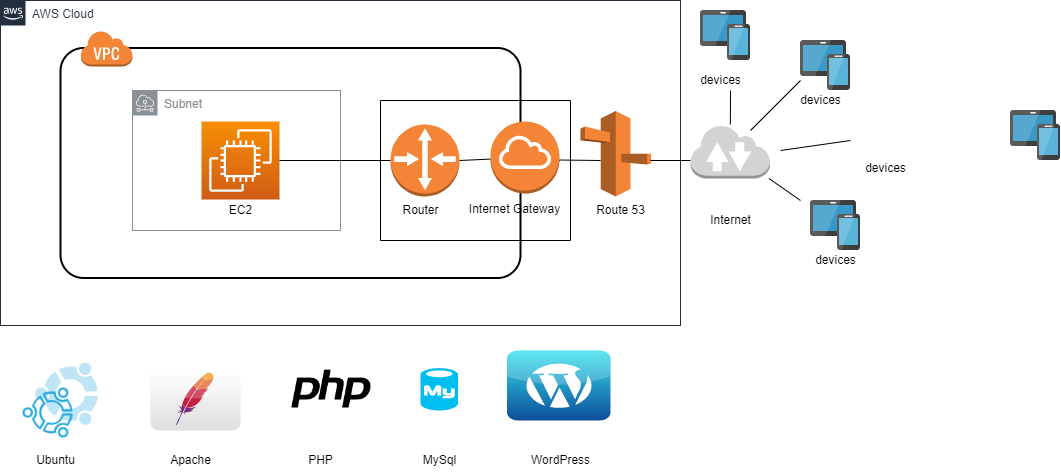 aws
AWS Cloud
VPC
Subnet
EC2
Router
Internet Gateway
Route 53
Internet
devices
devices
devices
devices
Ubuntu
Apache
php
PHP
My
MySql
W
WordPress